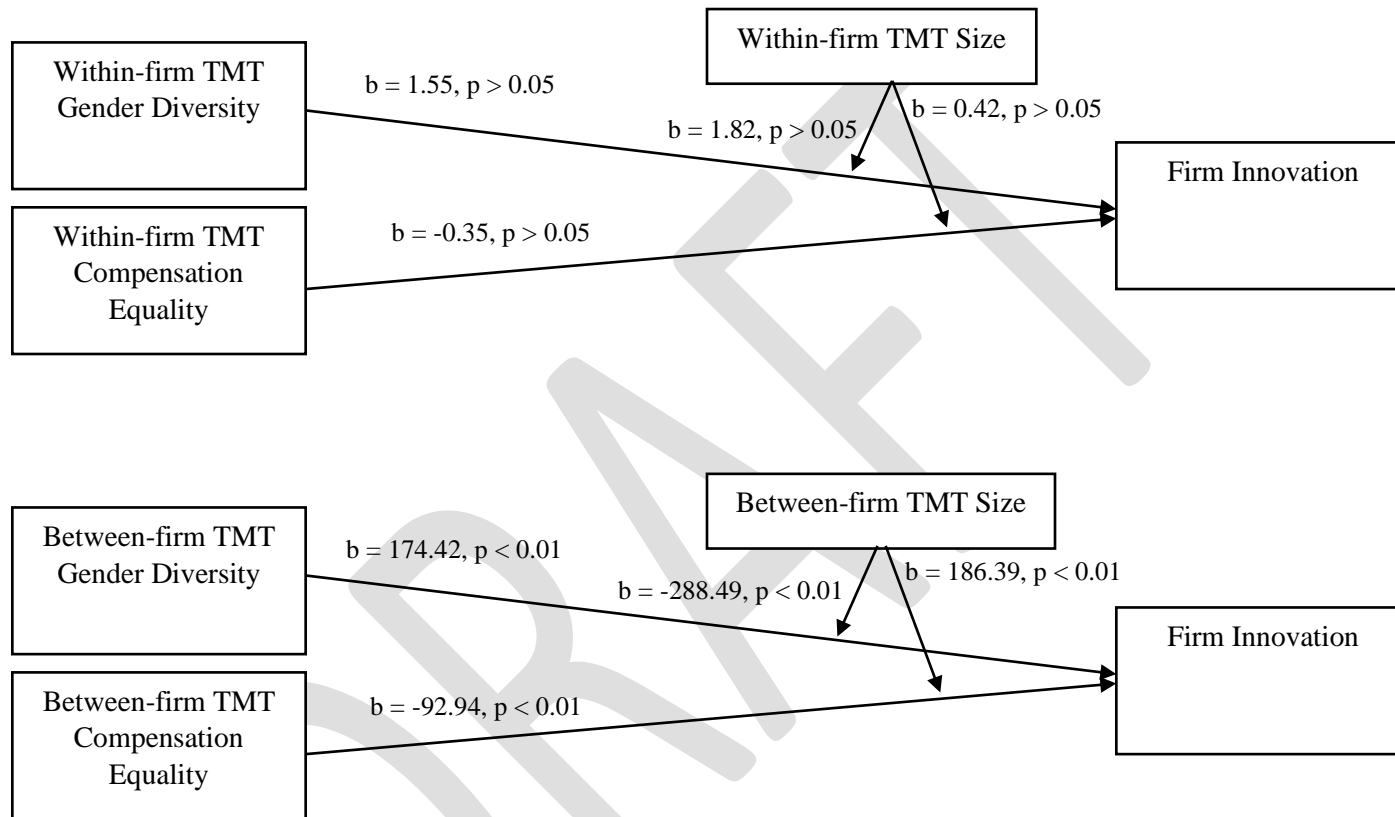 Within-firm TMT Size
Within-firm TMT
Gender Diversity
b = 1.55, p > 0.05
b = 0.42, p > 0.05
b = 1.82, p > 0.05
Firm Innovation
Within-firm TMT
Compensation
Equality
b = -0.35, p > 0.05
Between-firm TMT Size
Between-firm TMT
Gender Diversity
b = 174.42, p < 0.01
b = 186.39, p < 0.01
b = -288.49, p < 0.01
Firm Innovation
Between-firm TMT
Compensation
Equality
b = -92.94, p < 0.01
DRAFT